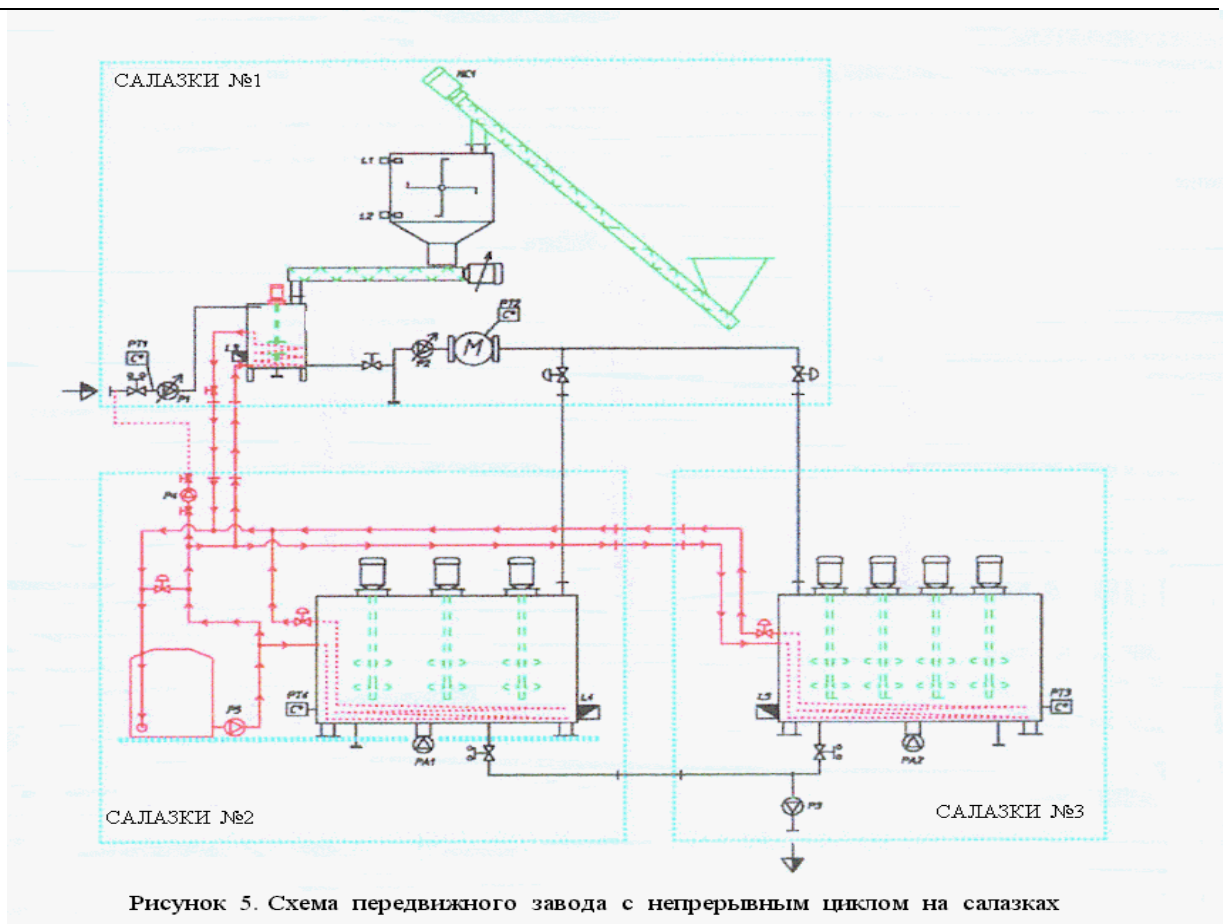 САЛАЗКИ №1
MC1
L1
L2
PT2
C°
PT1
C°
L3
P2
M
P1
P4
PT4
C°
L4
L5
PT3
C°
P5
PA1
PA2
P3
САЛАЗКИ №2
САЛАЗКИ №3
Рисунок 5. Схема передвижного завода с непрерывным циклом на салазках